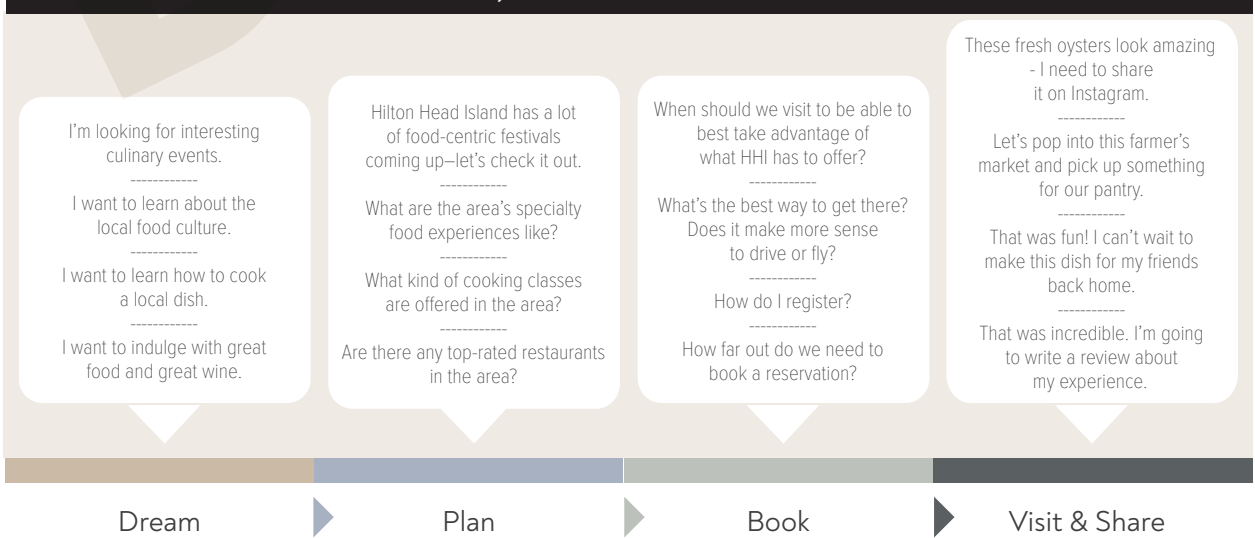 I'm looking for interesting
culinary events.
------------
I want to learn about the
local food culture.
------------
I want to learn how to cook
a local dish.
------------
I want to indulge with great
food and great wine.
Hilton Head Island has a lot
of food-centric festivals
coming up–let's check it out.
------------
What are the area's specialty
food experiences like?
------------
What kind of cooking classes
are offered in the area?
------------
Are there any top-rated restaurants
in the area?
When should we visit to be able to
best take advantage of
what HHI has to offer?
------------
What's the best way to get there?
Does it make more sense
to drive or fly?
------------
How do I register?
------------
How far out do we need to
book a reservation?
These fresh oysters look amazing
- I need to share
it on Instagram.
------------
Let's pop into this farmer's
market and pick up something
for our pantry.
------------
That was fun! I can't wait to
make this dish for my friends
back home.
------------
That was incredible. I'm going
to write a review about
my experience.
Dream
Plan
Book
Visit & Share